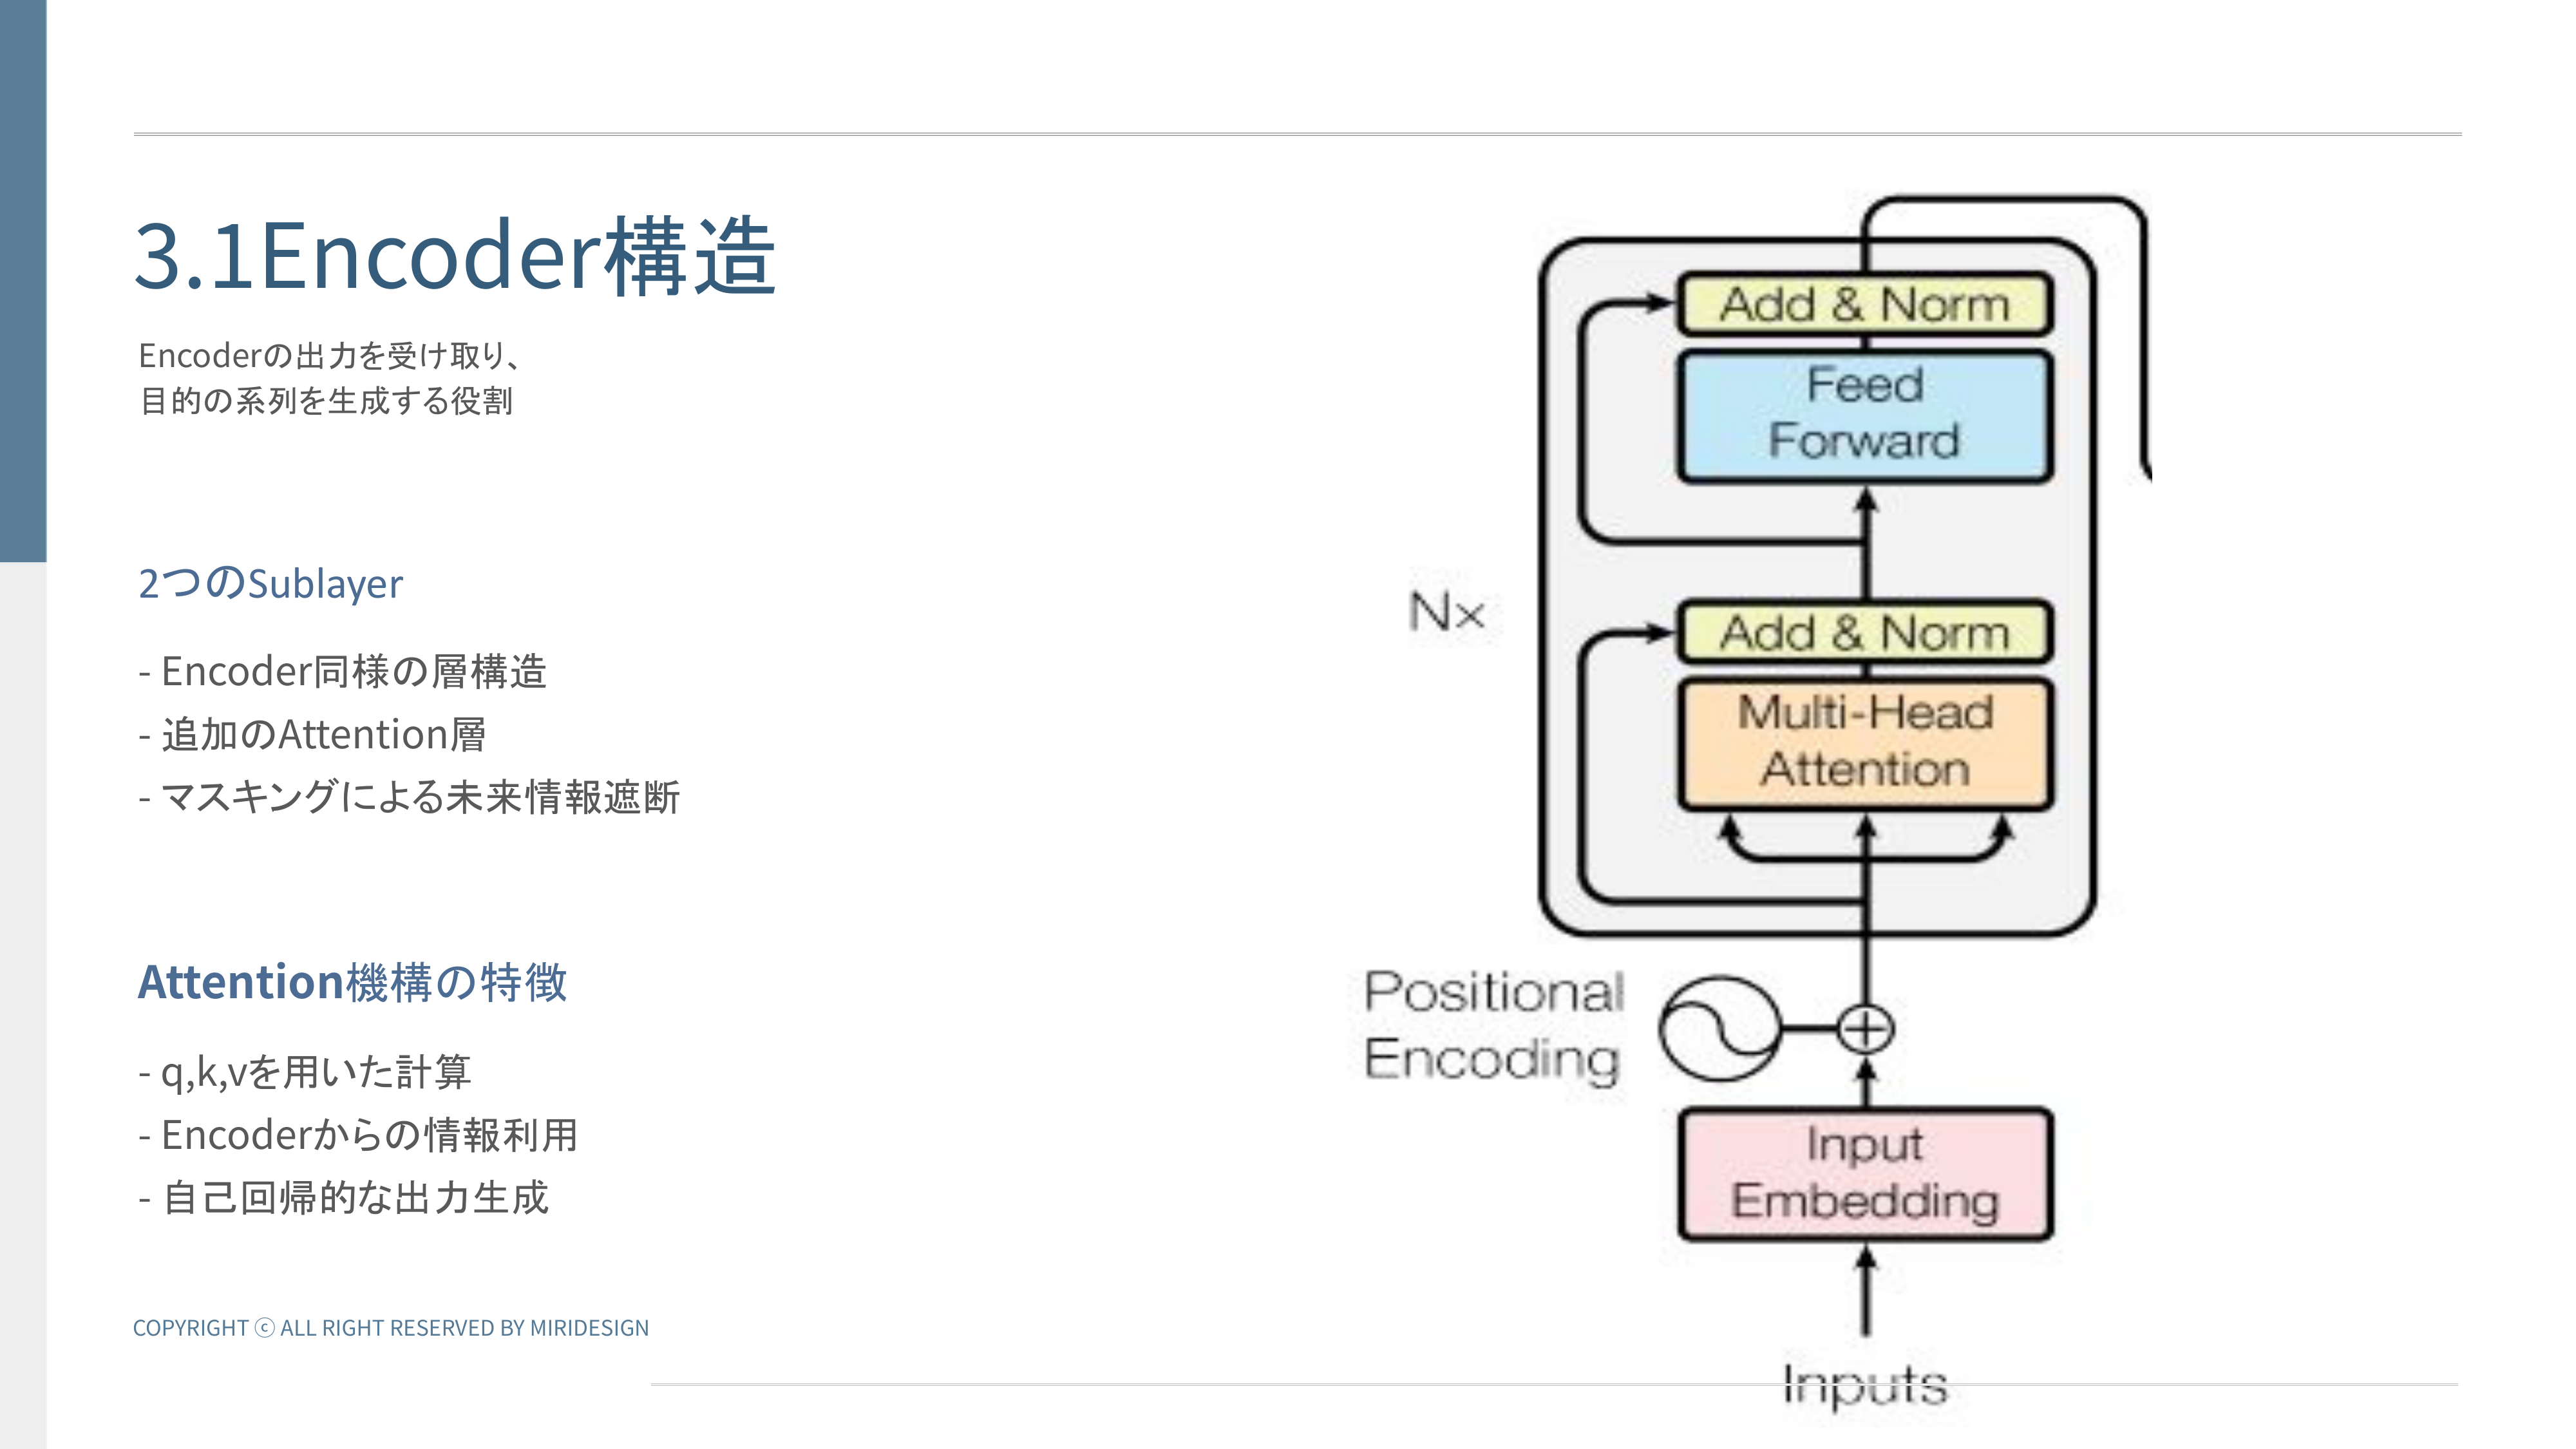 3.1Encoder構造
Encoderの出力を受け取り、
目的の系列を生成する役割
2つのSublayer
- Encoder同様の層構造
- 追加のAttention層
- マスキングによる未来情報遮断
Attention機構の特徴
- q,k,vを用いた計算
- Encoderからの情報利用
- 自己回帰的な出力生成
COPYRIGHT ⓒ ALL RIGHT RESERVED BY MIRIDESIGN
Add & Norm
Feed
Forward
N×
Add & Norm
Multi-Head
Attention
Positional
Encoding
Input
Embedding
Inputs